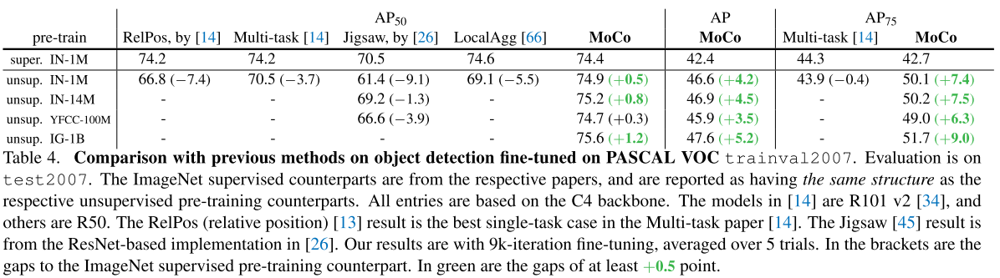 AP50 AP AP75
pre-train RelPos, by [14] Multi-task [14] Jigsaw, by [26] LocalAgg [66] MoCo MoCo Multi-task [14] MoCo
super. IN-1M 74.2 74.2 70.5 74.6 74.4 42.4 44.3 42.7
unsup. IN-1M 66.8 (−7.4) 70.5 (−3.7) 61.4 (−9.1) 69.1 (−5.5) 74.9 (+0.5) 46.6 (+4.2) 43.9 (−0.4) 50.1 (+7.4)
unsup. IN-14M - - 69.2 (−1.3) - 75.2 (+0.8) 46.9 (+4.5) - 50.2 (+7.5)
unsup. YFCC-100M - - 66.6 (−3.9) - 74.7 (+0.3) 45.9 (+3.5) - 49.0 (+6.3)
unsup. IG-1B - - - - 75.6 (+1.2) 47.6 (+5.2) - 51.7 (+9.0)
Table 4. Comparison with previous methods on object detection fine-tuned on PASCAL VOC trainval2007. Evaluation is on
test2007. The ImageNet supervised counterparts are from the respective papers, and are reported as having the same structure as the
respective unsupervised pre-training counterparts. All entries are based on the C4 backbone. The models in [14] are R101 v2 [34], and
others are R50. The RelPos (relative position) [13] result is the best single-task case in the Multi-task paper [14]. The Jigsaw [45] result is
from the ResNet-based implementation in [26]. Our results are with 9k-iteration fine-tuning, averaged over 5 trials. In the brackets are the
gaps to the ImageNet supervised pre-training counterpart. In green are the gaps of at least +0.5 point.